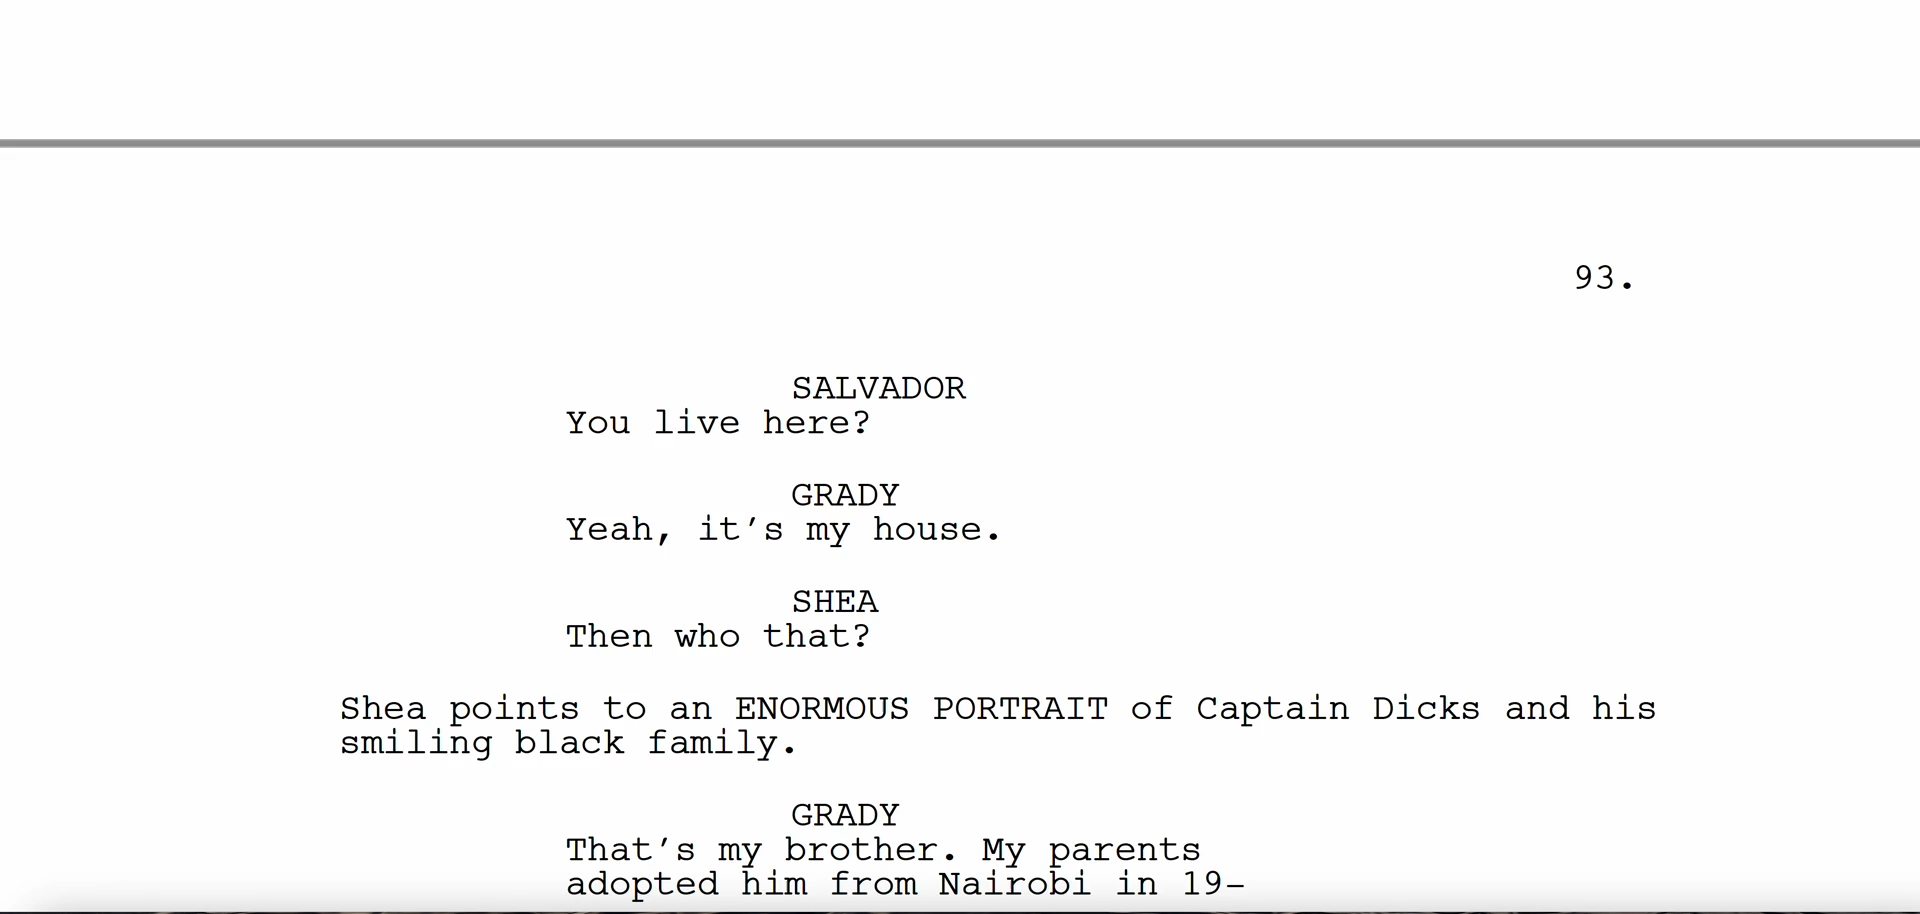 93.
SALVADOR
You live here?
GRADY
Yeah, it's my house.
SHEA
Then who that?
Shea points to an ENORMOUS PORTRAIT of Captain Dicks and his
smiling black family.
GRADY
That's my brother. My parents
adopted him from Nairobi in 19-